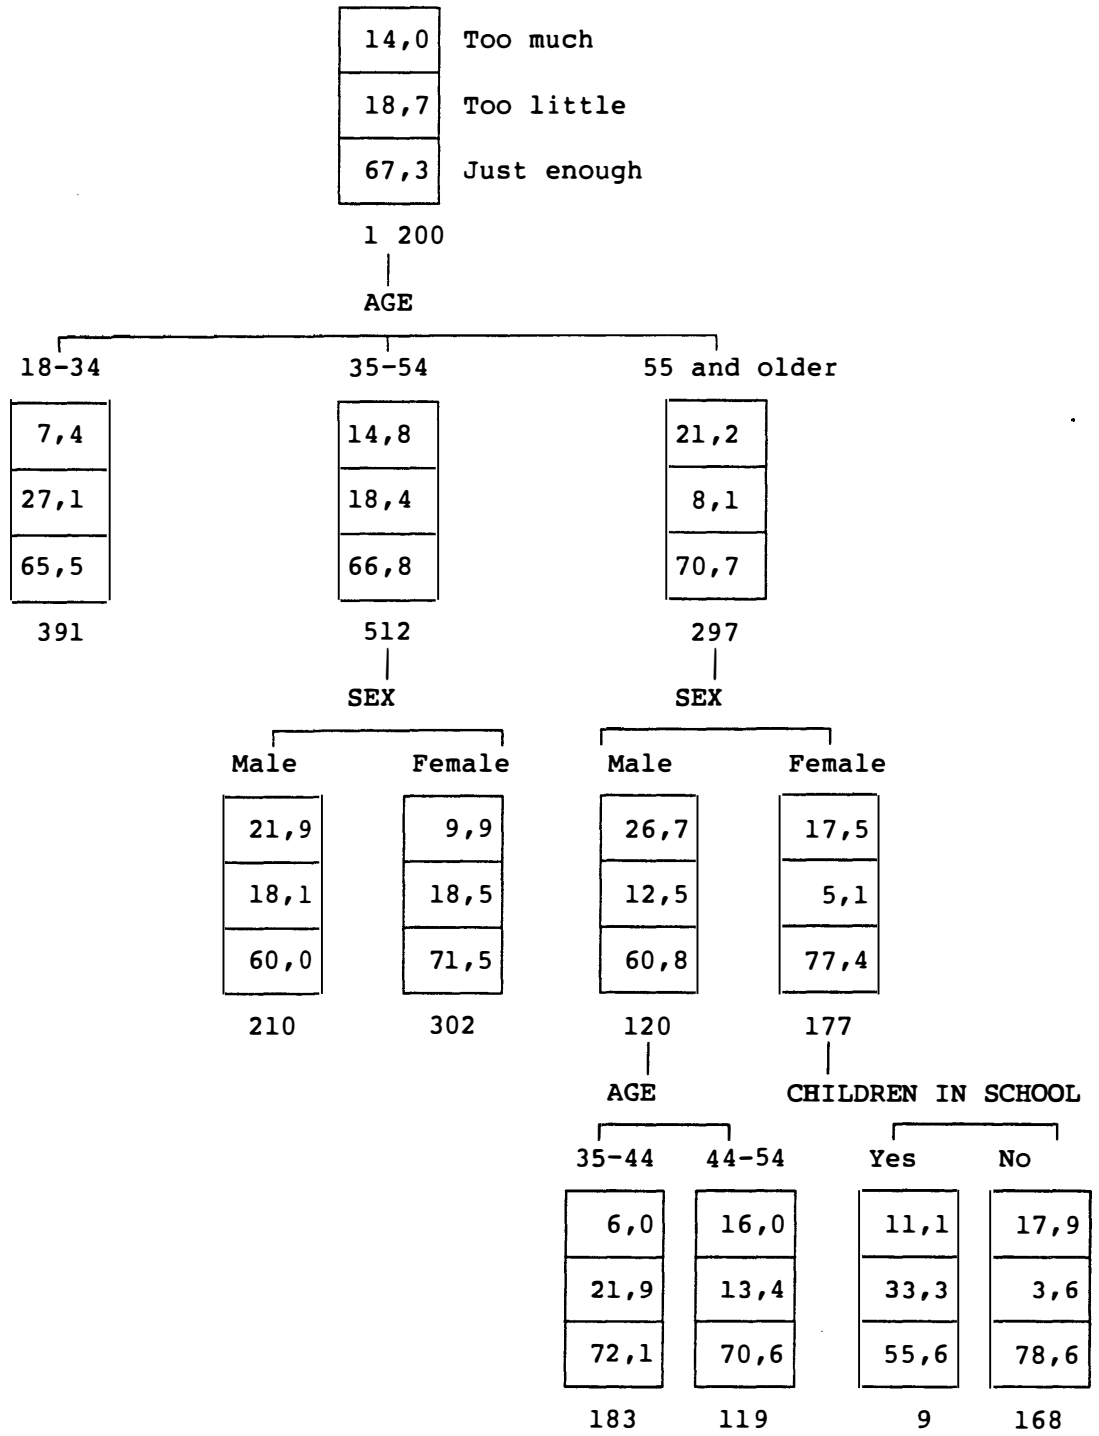 14,0 Too much
18,7 Too little
67,3 Just enough
1 200
AGE
18-34 35-54 55 and older
7,4 14,8 21,2
27,1 18,4 8,1
65,5 66,8 70,7
391 512 297
SEX SEX
Male Female Male Female
21,9 9,9 26,7 17,5
18,1 18,5 12,5 5,1
60,0 71,5 60,8 77,4
210 302 120 177
AGE CHILDREN IN SCHOOL
35-44 44-54 Yes No
6,0 16,0 11,1 17,9
21,9 13,4 33,3 3,6
72,1 70,6 55,6 78,6
183 119 9 168